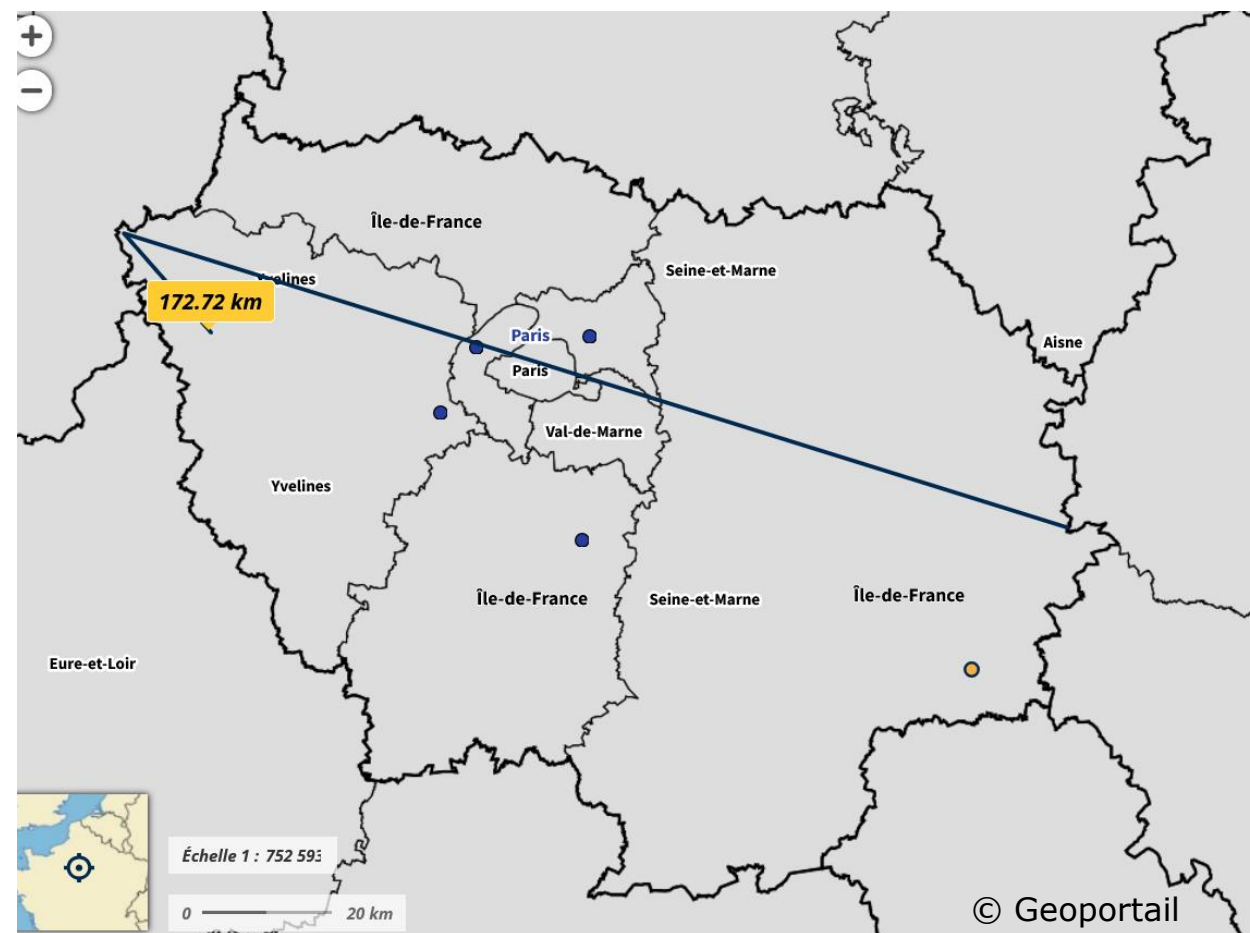 +
−
Île-de-France
Seine-et-Marne
172.72 km
Paris
Aisne
Paris
Val-de-Marne
Yvelines
Île-de-France
Seine-et-Marne
Île-de-France
Eure-et-Loir
Échelle 1 : 752 593
0 20 km
© Geoportail